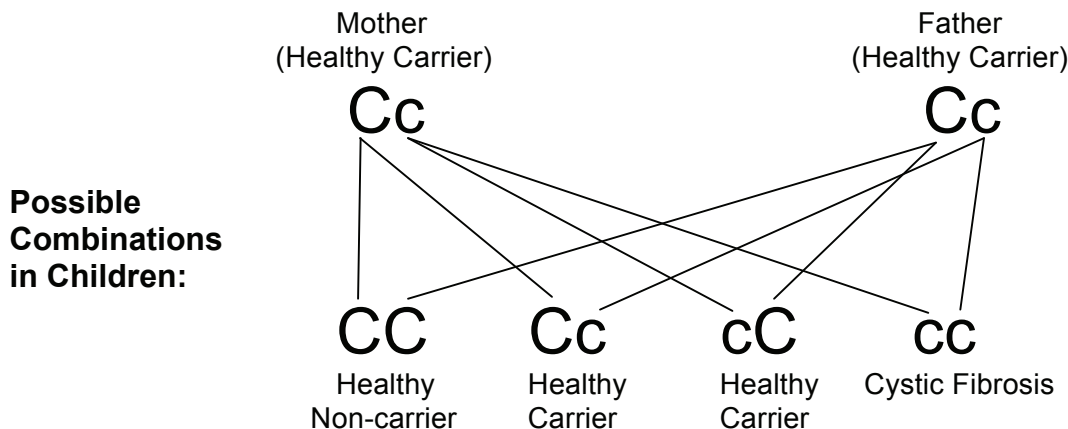 Mother
(Healthy Carrier)
Father
(Healthy Carrier)
Cc
Cc
Possible
Combinations
in Children:
CC
Cc
cC
cc
Healthy
Non-carrier
Healthy
Carrier
Healthy
Carrier
Cystic Fibrosis